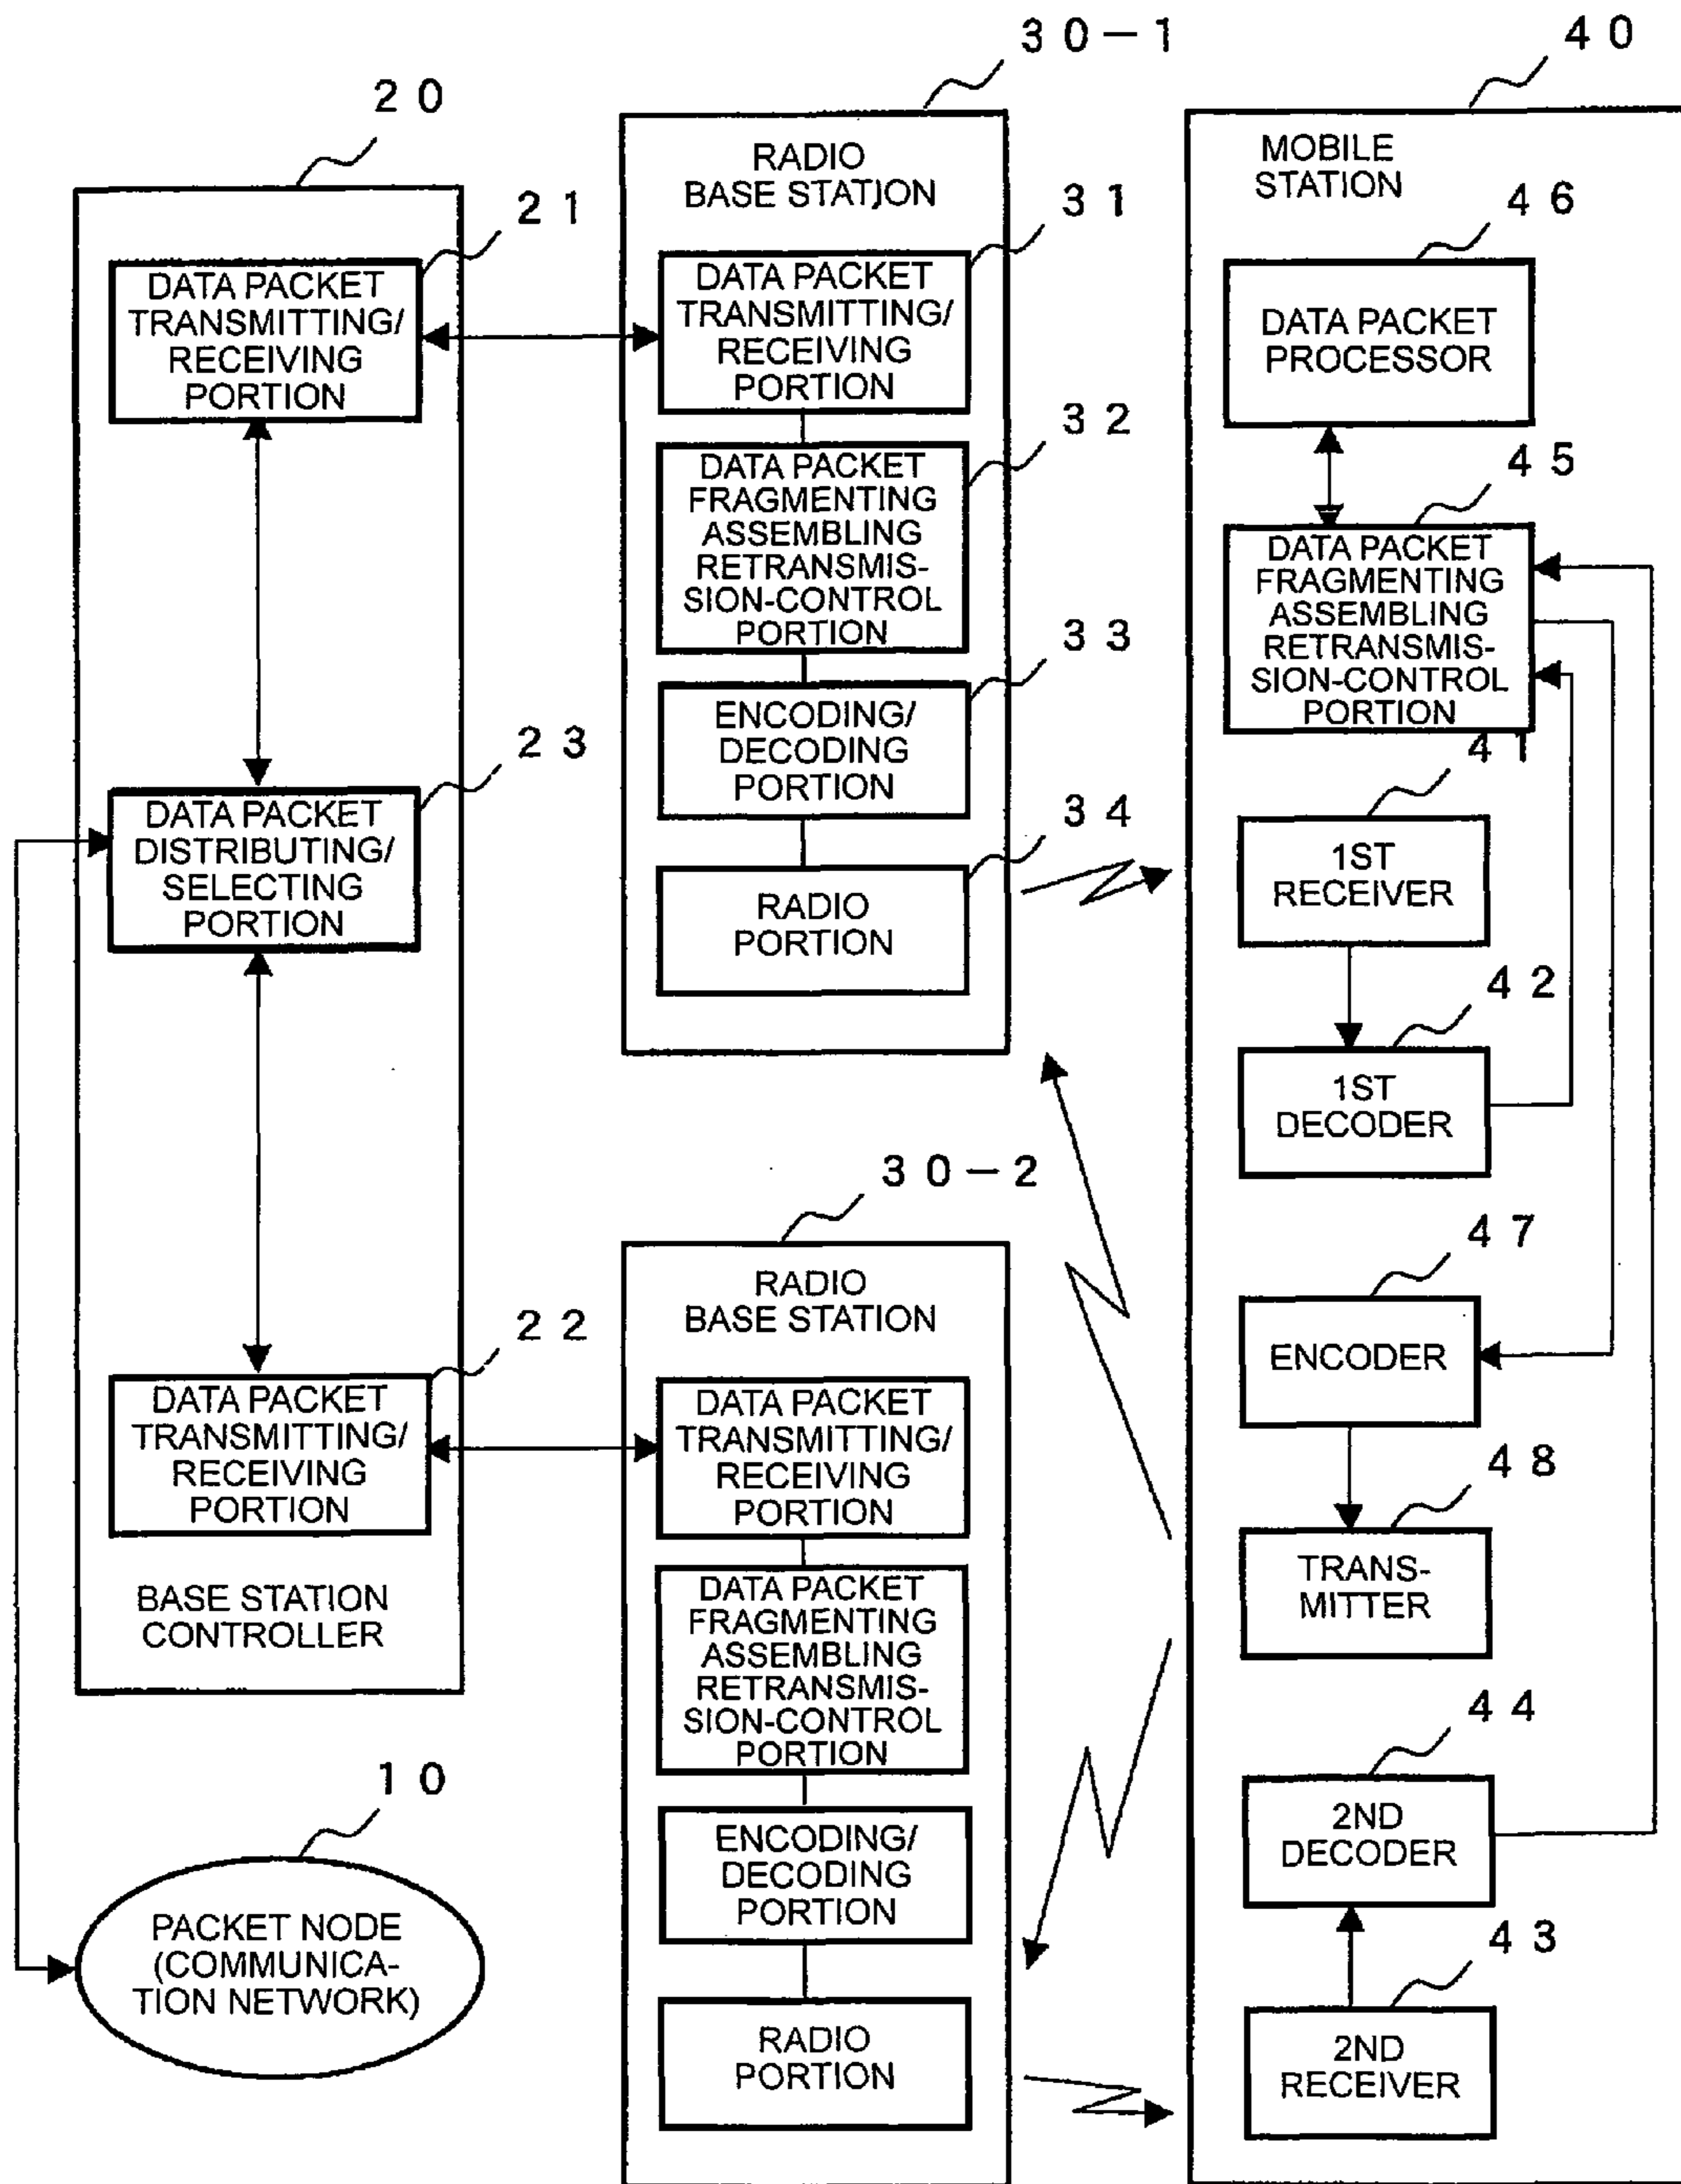 20
21
DATA PACKET
TRANSMITTING/
RECEIVING
PORTION
23
DATA PACKET
DISTRIBUTING/
SELECTING
PORTION
22
DATA PACKET
TRANSMITTING/
RECEIVING
PORTION
BASE STATION
CONTROLLER
10
PACKET NODE
(COMMUNICA-
TION NETWORK)
30-1
RADIO
BASE STATION
31
DATA PACKET
TRANSMITTING/
RECEIVING
PORTION
32
DATA PACKET
FRAGMENTING
ASSEMBLING
RETRANSMIS-
SION-CONTROL
PORTION
33
ENCODING/
DECODING
PORTION
34
RADIO
PORTION
30-2
RADIO
BASE STATION
DATA PACKET
TRANSMITTING/
RECEIVING
PORTION
DATA PACKET
FRAGMENTING
ASSEMBLING
RETRANSMIS-
SION-CONTROL
PORTION
ENCODING/
DECODING
PORTION
RADIO
PORTION
40
MOBILE
STATION
46
DATA PACKET
PROCESSOR
45
DATA PACKET
FRAGMENTING
ASSEMBLING
RETRANSMIS-
SION-CONTROL
PORTION
41
1ST
RECEIVER
42
1ST
DECODER
47
ENCODER
48
TRANS-
MITTER
44
2ND
DECODER
43
2ND
RECEIVER